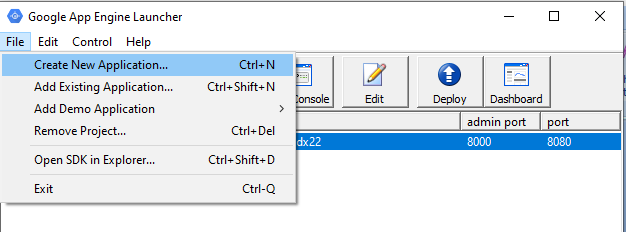 Google App Engine Launcher
File Edit Control Help
Create New Application... Ctrl+N
Add Existing Application... Ctrl+Shift+N
Add Demo Application
Remove Project... Ctrl+Del
Open SDK in Explorer... Ctrl+Shift+D
Exit Ctrl-Q
Console Edit Deploy Dashboard
admin port port
dx22 8000 8080